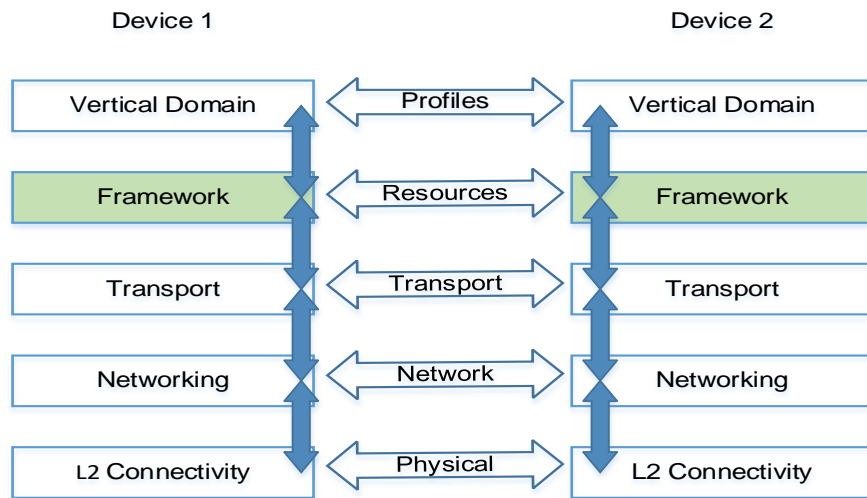 Device 1 Device 2
Vertical Domain Profiles Vertical Domain
Framework Resources Framework
Transport Transport Transport
Networking Network Networking
L2 Connectivity Physical L2 Connectivity